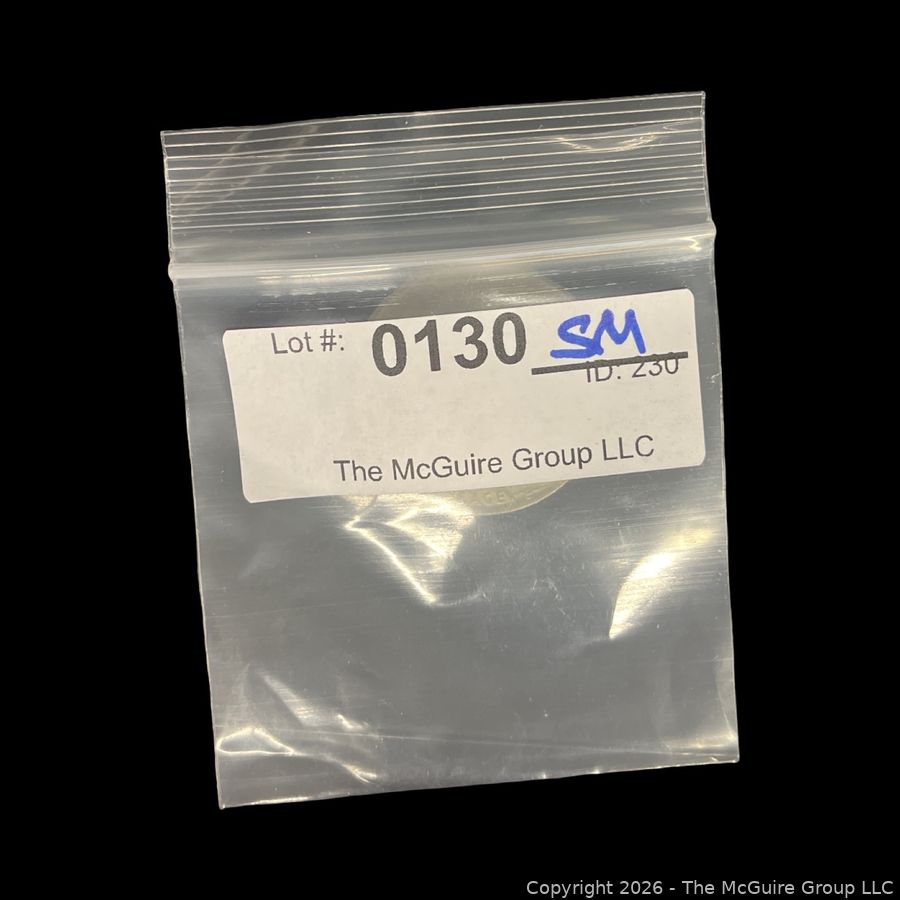 Lot #: 0130 SM
ID: 230
The McGuire Group LLC
Copyright 2026 - The McGuire Group LLC